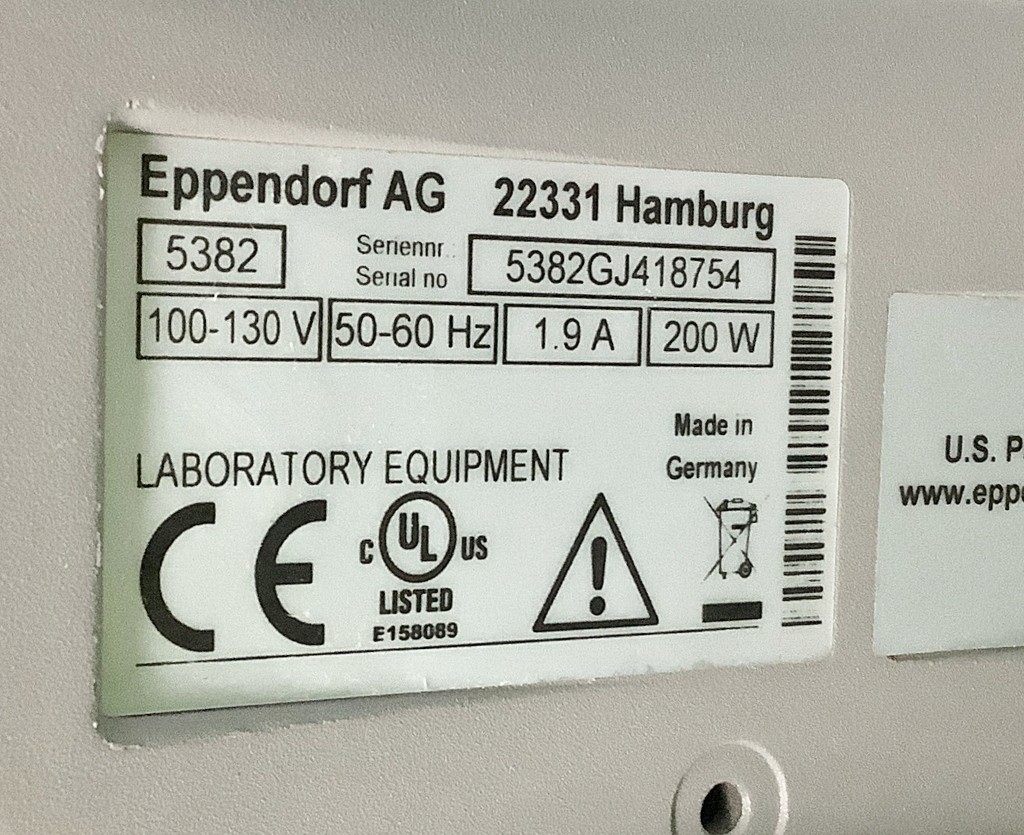 Eppendorf AG 22331 Hamburg
5382 Seriennr. 5382GJ418754
Serial no
100-130 V 50-60 Hz 1.9 A 200 W
Made in
Germany
LABORATORY EQUIPMENT
CE
C UL US
LISTED
E158089
U.S. P
www.epp